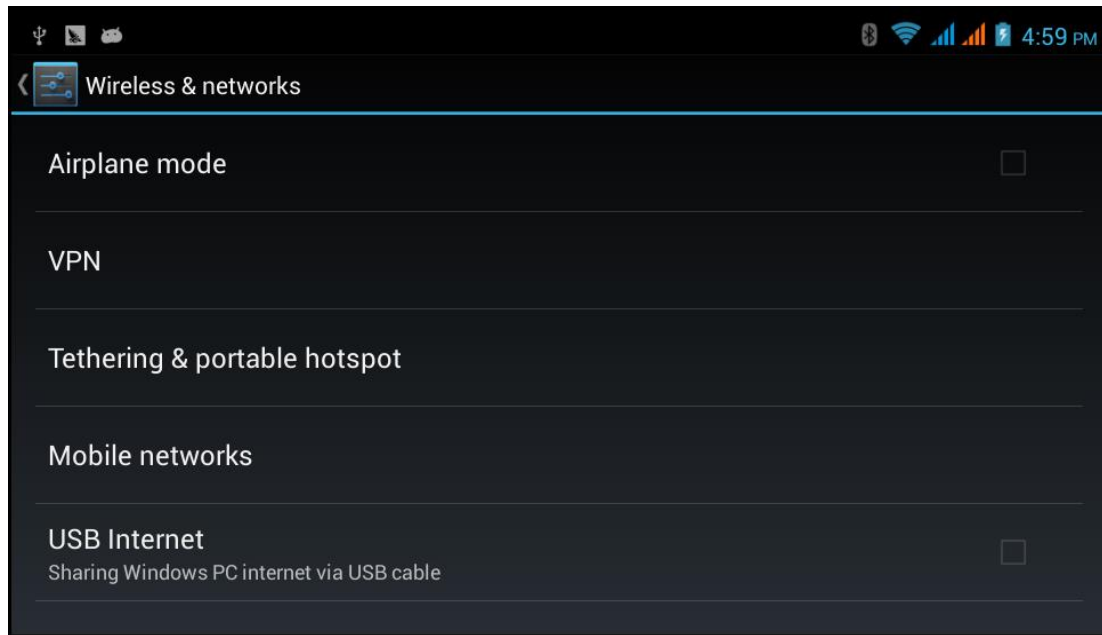 4:59 PM
Wireless & networks
Airplane mode
VPN
Tethering & portable hotspot
Mobile networks
USB Internet
Sharing Windows PC internet via USB cable